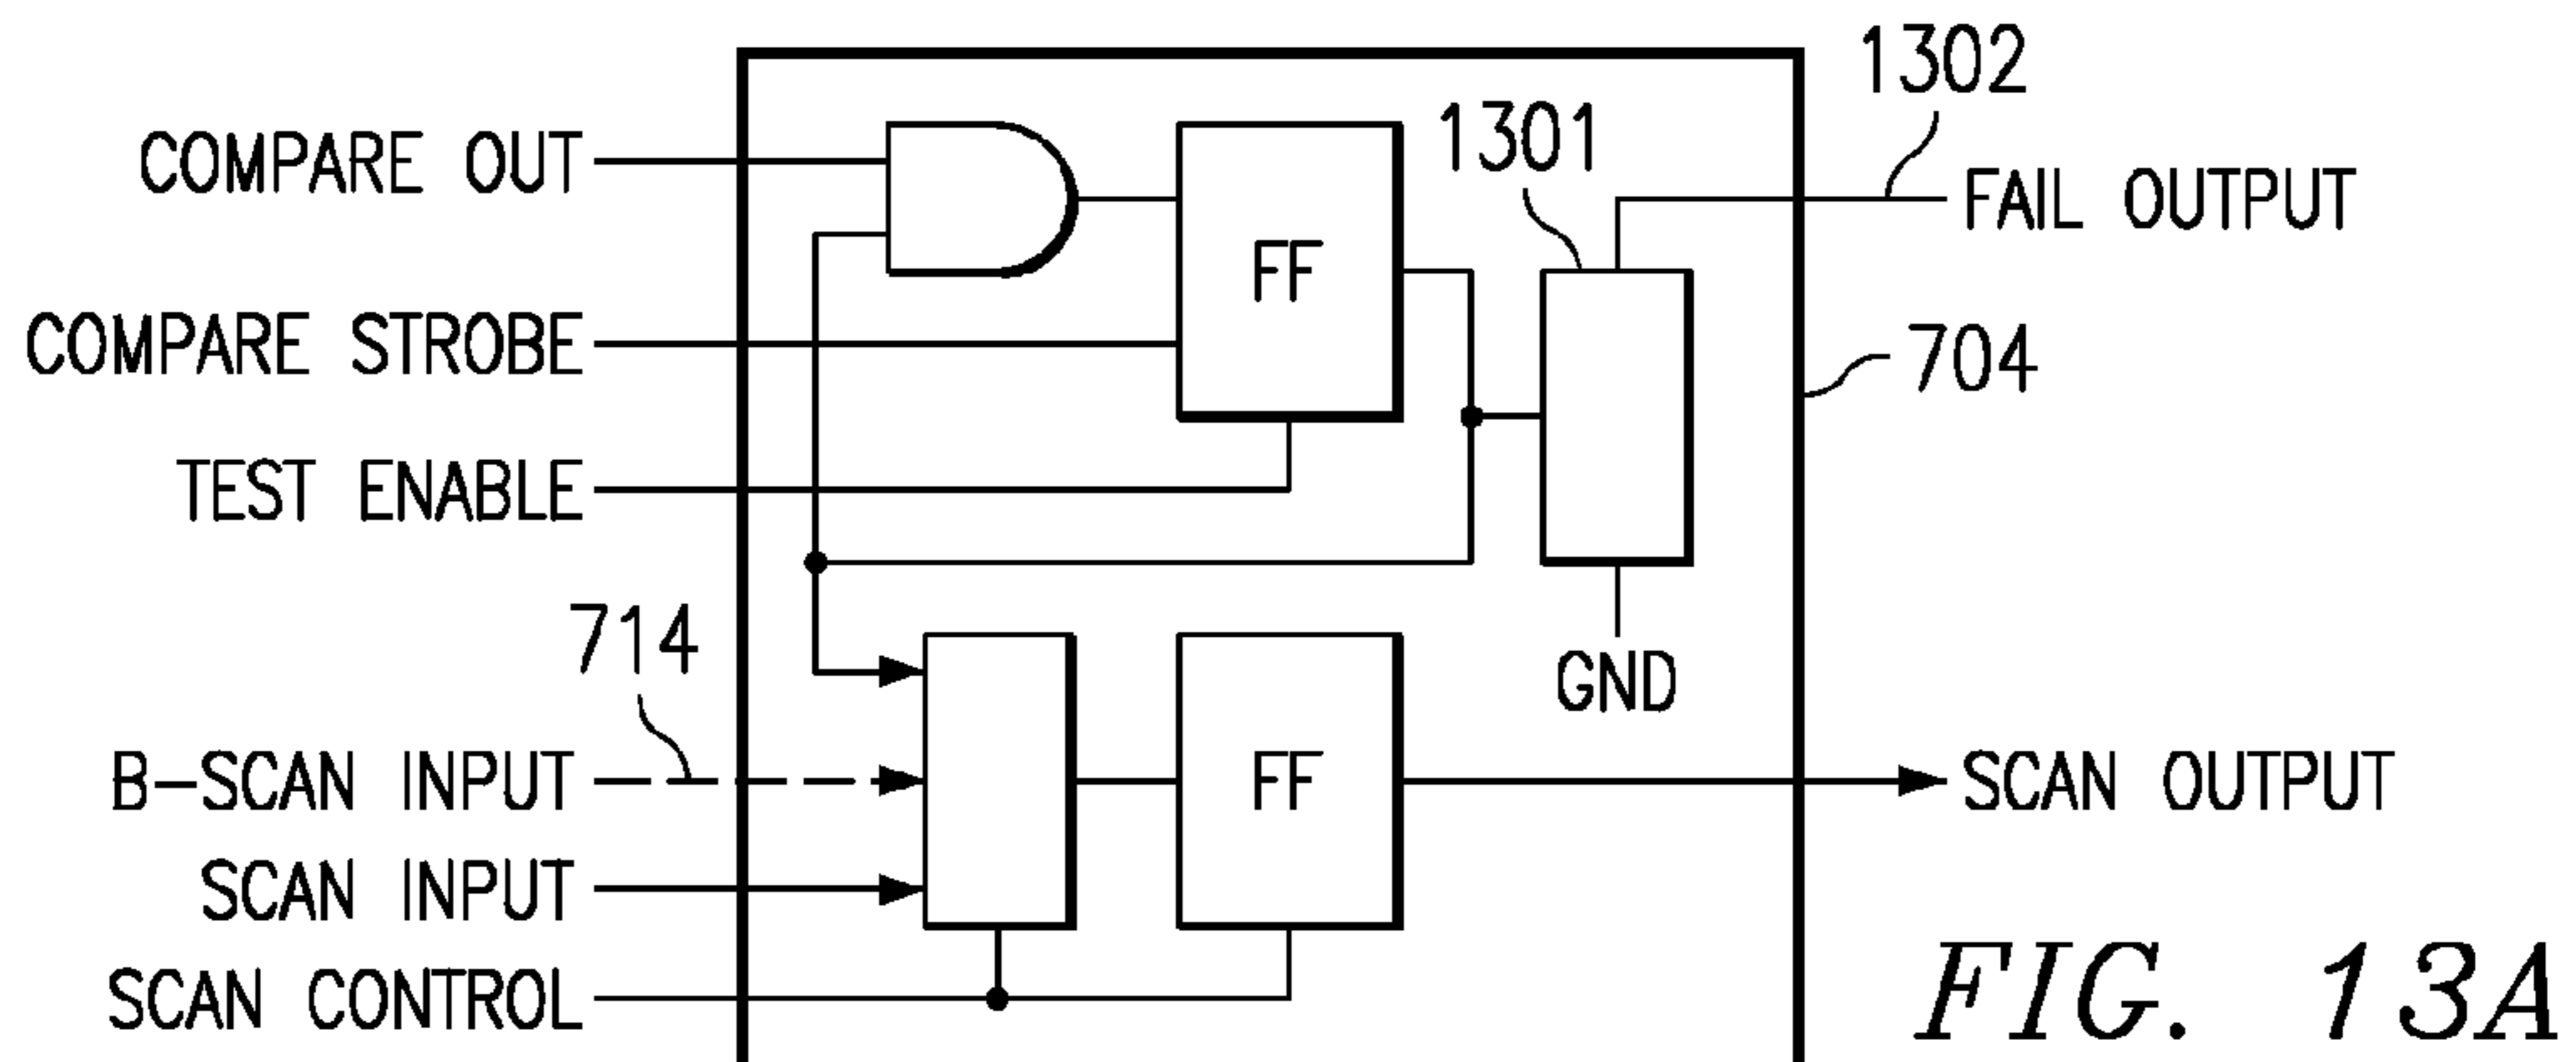 1302
COMPARE OUT
1301
FAIL OUTPUT
FF
COMPARE STROBE
704
TEST ENABLE
714
GND
B-SCAN INPUT
FF
SCAN OUTPUT
SCAN INPUT
SCAN CONTROL
FIG. 13A